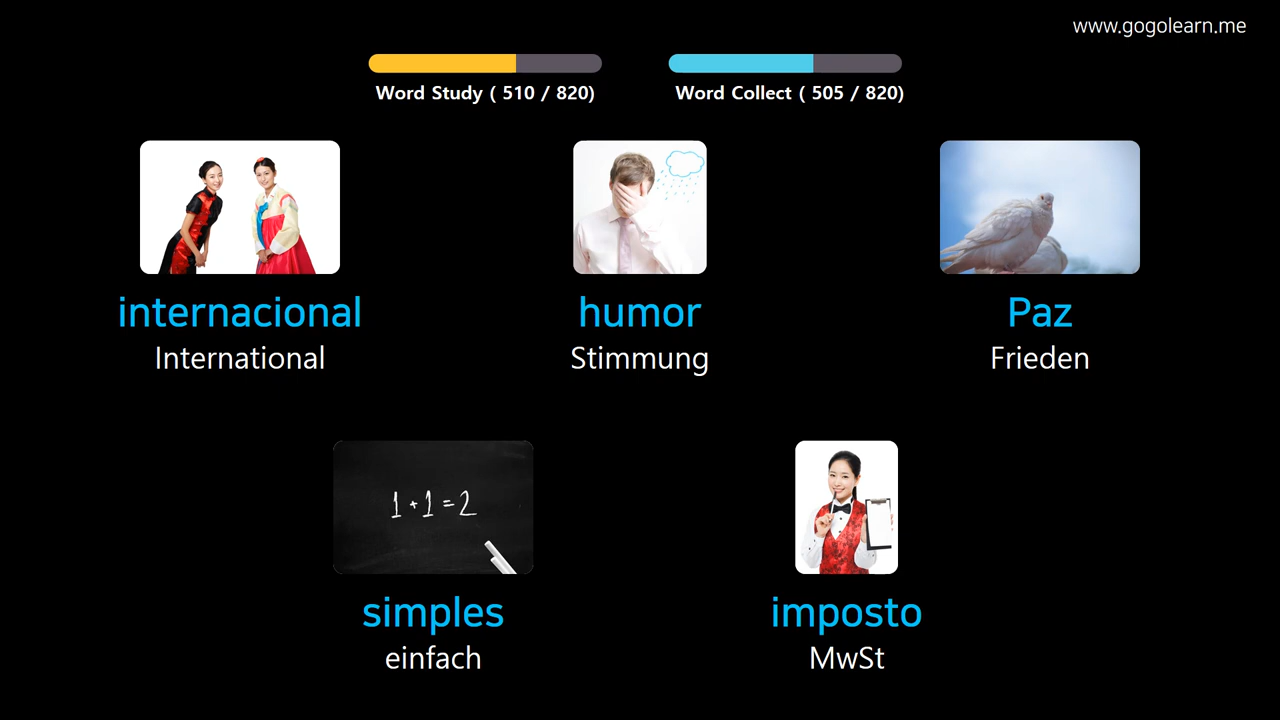 www.gogolearn.me
Word Study ( 510 / 820)
Word Collect ( 505 / 820)
internacional
International
humor
Stimmung
Paz
Frieden
1 + 1 = 2
simples
einfach
imposto
MwSt